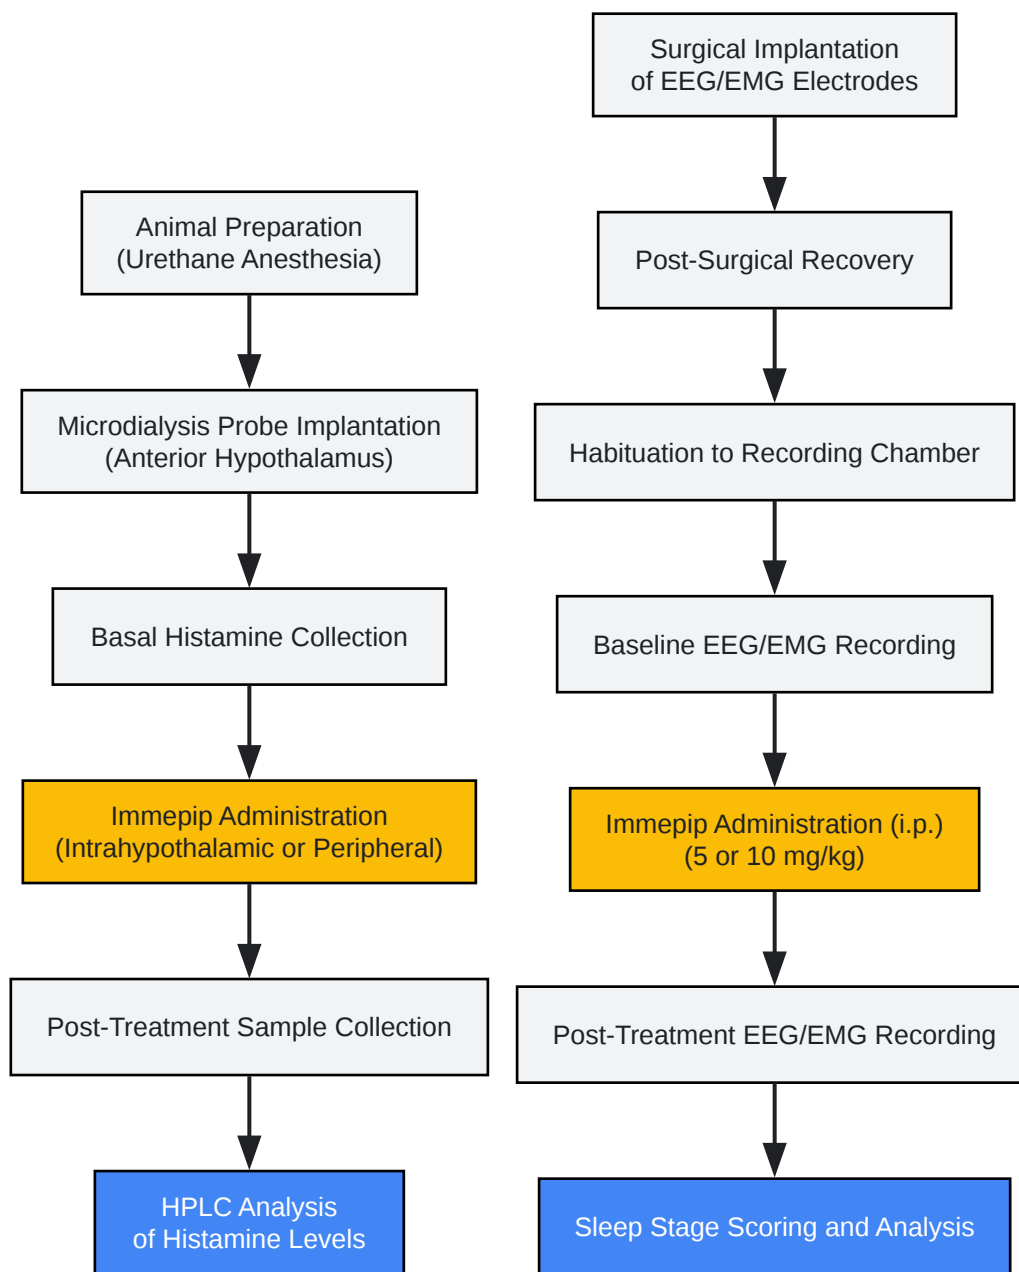 Surgical Implantation
of EEG/EMG Electrodes
Animal Preparation
(Urethane Anesthesia)
Post-Surgical Recovery
Microdialysis Probe Implantation
(Anterior Hypothalamus)
Habituation to Recording Chamber
Basal Histamine Collection
Baseline EEG/EMG Recording
Immepip Administration
(Intrahypothalamic or Peripheral)
Immepip Administration (i.p.)
(5 or 10 mg/kg)
Post-Treatment Sample Collection
Post-Treatment EEG/EMG Recording
HPLC Analysis
of Histamine Levels
Sleep Stage Scoring and Analysis